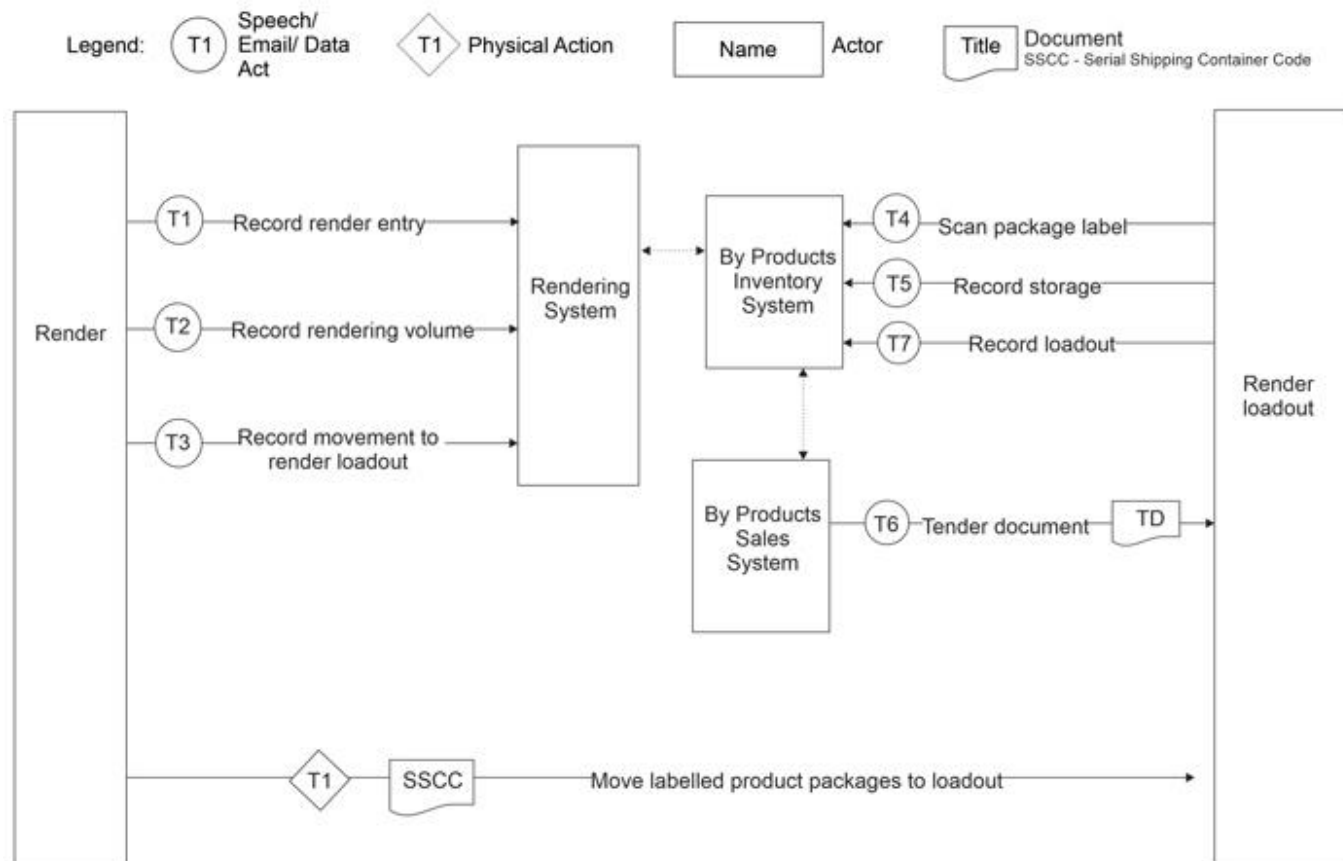 Legend:
T1
Speech/
Email/ Data
Act
T1
Physical Action
Name
Actor
Title
Document
SSCC - Serial Shipping Container Code
Render
T1
Record render entry
T2
Record rendering volume
T3
Record movement to
render loadout
Rendering
System
By Products
Inventory
System
T4
Scan package label
T5
Record storage
T7
Record loadout
Render
loadout
By Products
Sales
System
T6
Tender document
TD
T1
SSCC
Move labelled product packages to loadout